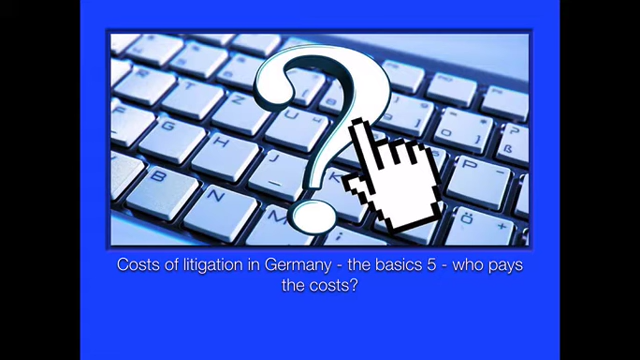 Costs of litigation in Germany - the basics 5 - who pays
the costs?